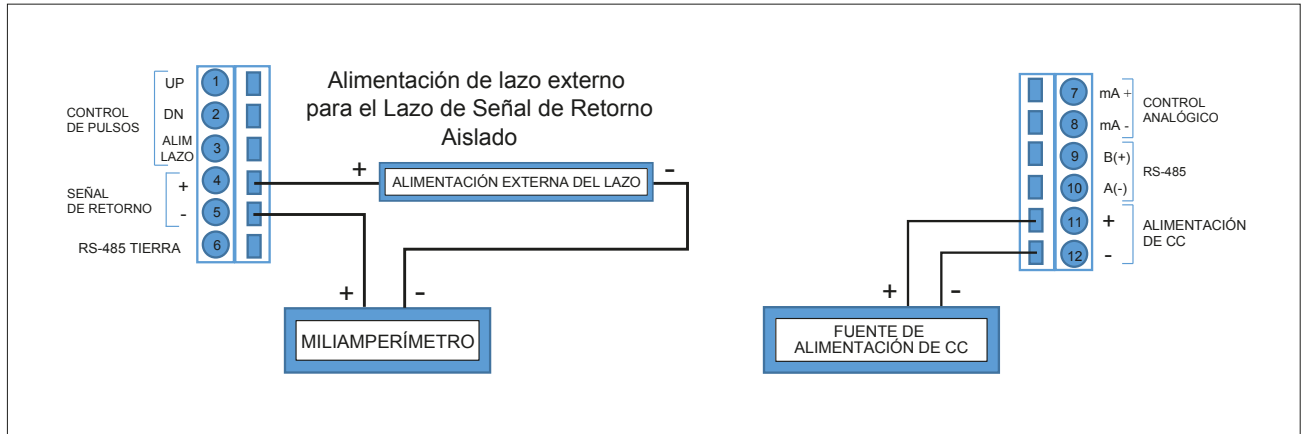 Alimentación de lazo externo
para el Lazo de Señal de Retorno
Aislado
CONTROL
DE PULSOS
UP
1
DN
2
ALIM
LAZO
3
SEÑAL
DE RETORNO
+
4
-
5
RS-485 TIERRA
6
+
ALIMENTACIÓN EXTERNA DEL LAZO
-
+
-
MILIAMPERÍMETRO
7
mA +
8
mA -
CONTROL
ANALÓGICO
9
B(+)
10
A(-)
RS-485
11
+
12
-
ALIMENTACIÓN
DE CC
+
-
FUENTE DE
ALIMENTACIÓN DE CC